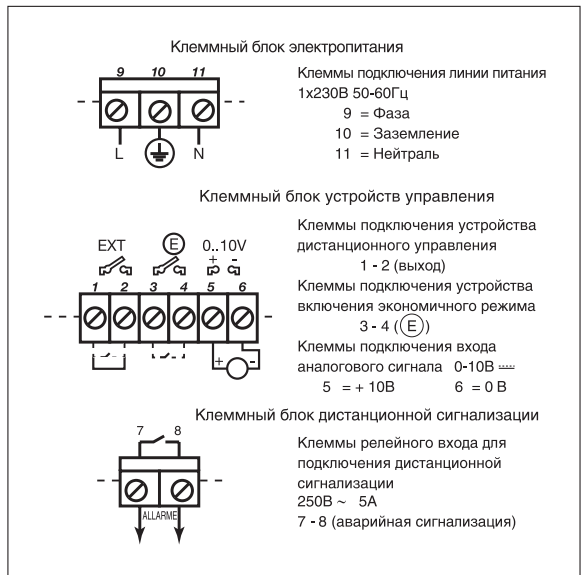 Клеммный блок электропитания
9 10 11
L N
Клеммы подключения линии питания
1x230В 50-60Гц
9 = Фаза
10 = Заземление
11 = Нейтраль
Клеммный блок устройств управления
EXT E 0..10V
+ -
1 2 3 4 5 6
+ -
Клеммы подключения устройства
дистанционного управления
1 - 2 (выход)
Клеммы подключения устройства
включения экономичного режима
3 - 4 (E)
Клеммы подключения входа
аналогового сигнала 0-10В
5 = + 10В 6 = 0 В
Клеммный блок дистанционной сигнализации
7 8
ALLARME
Клеммы релейного входа для
подключения дистанционной
сигнализации
250В ~ 5А
7 - 8 (аварийная сигнализация)